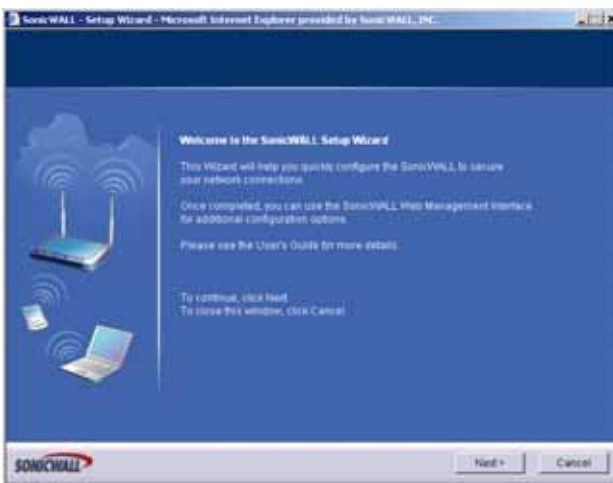 SonicWALL - Setup Wizard - Microsoft Internet Explorer provided by SonicWALL, INC.
Welcome to the SonicWALL Setup Wizard
This Wizard will help you quickly configure the SonicWALL to secure
your network connections.
Once completed, you can use the SonicWALL Web Management Interface
for additional configuration options.
Please see the User's Guide for more details.
To continue, click Next.
To close this window, click Cancel.
SONICWALL
Next >
Cancel